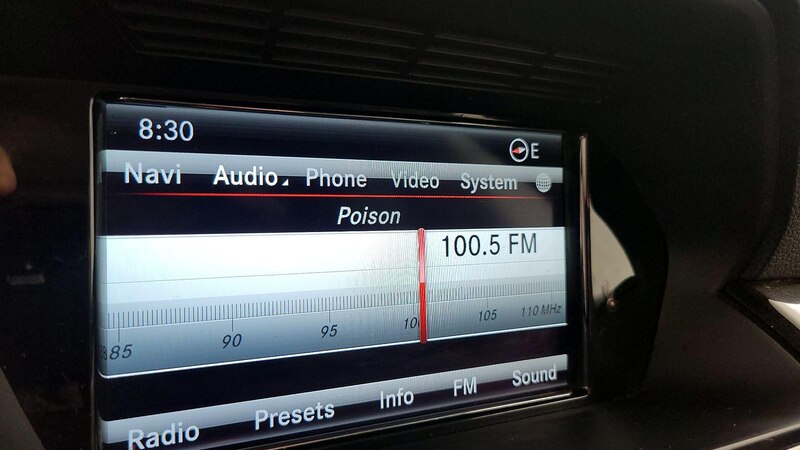 8:30 E
Navi Audio Phone Video System
Poison
100.5 FM
85 90 95 100 105 110 MHz
Radio Presets Info FM Sound